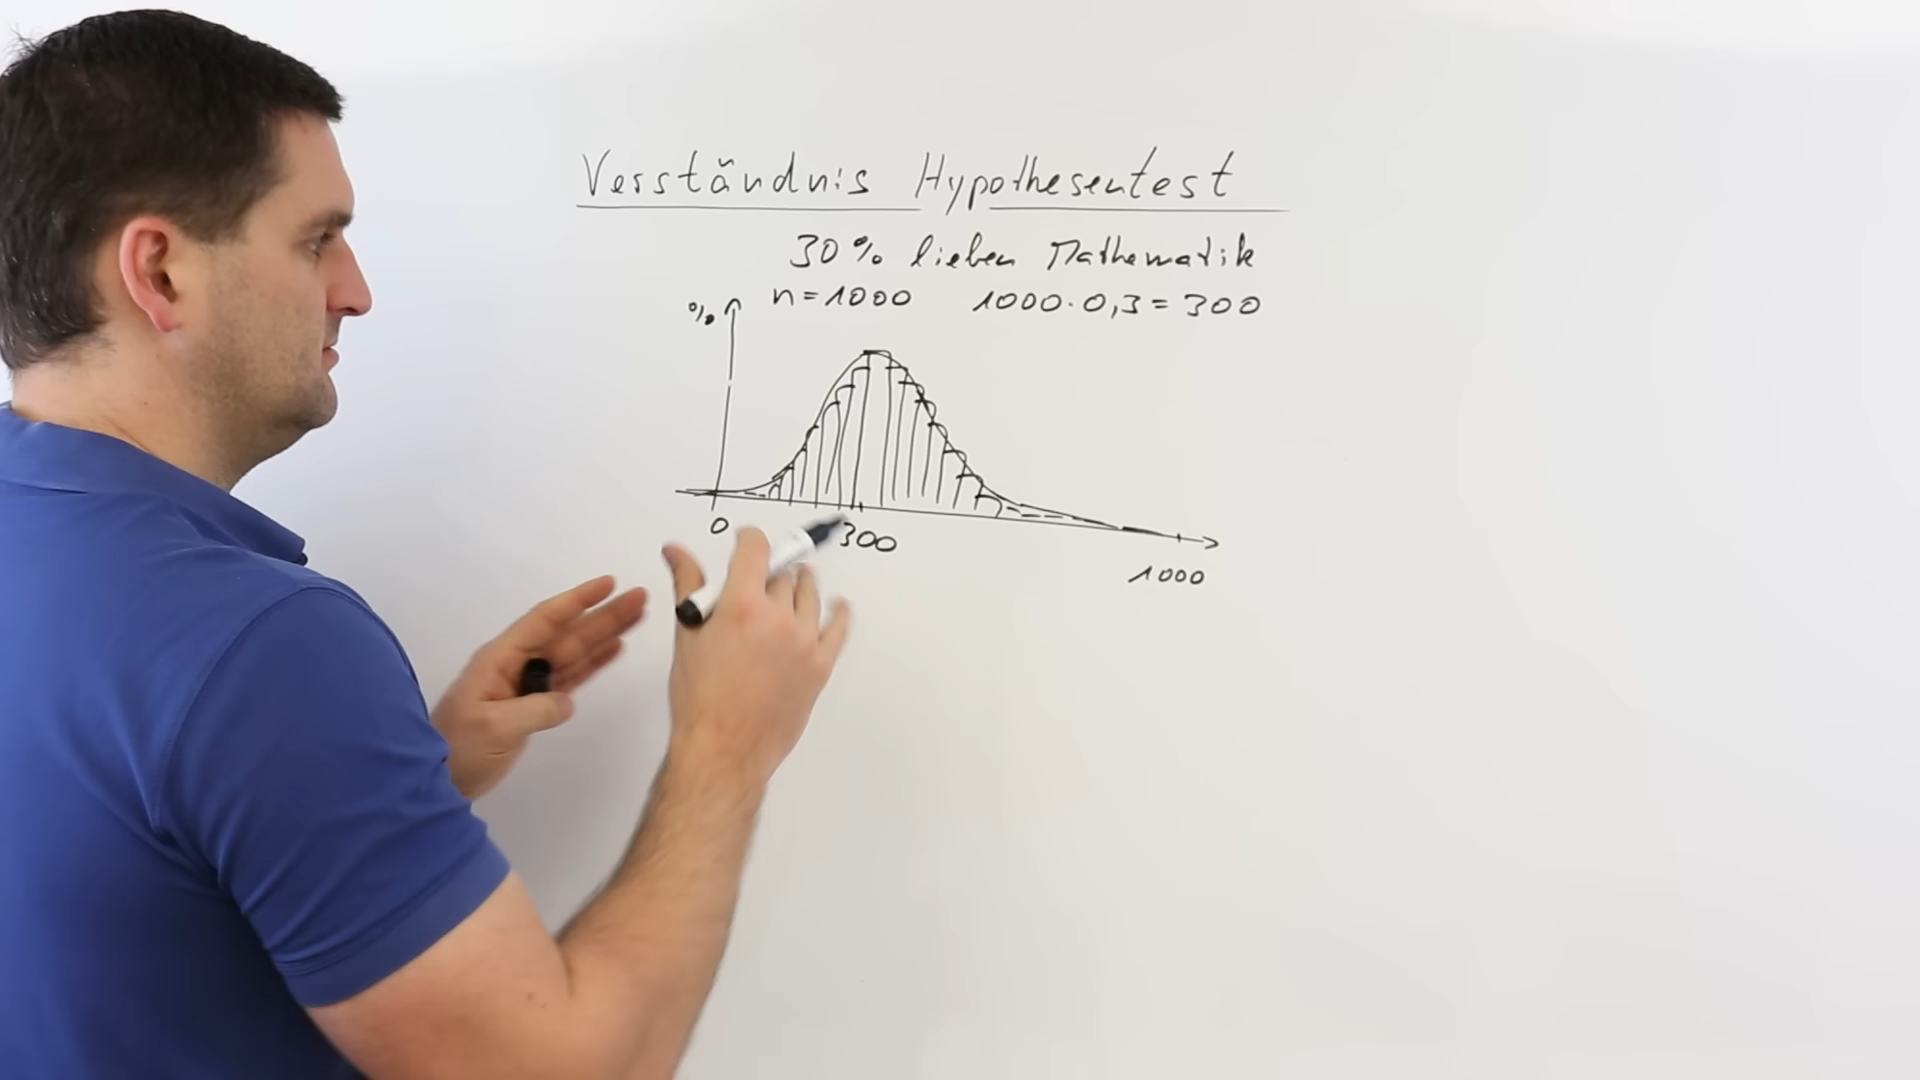 Verständnis Hypothesentest
30% lieben Mathematik
n=1000 1000·0,3=300
%
0 300 1000